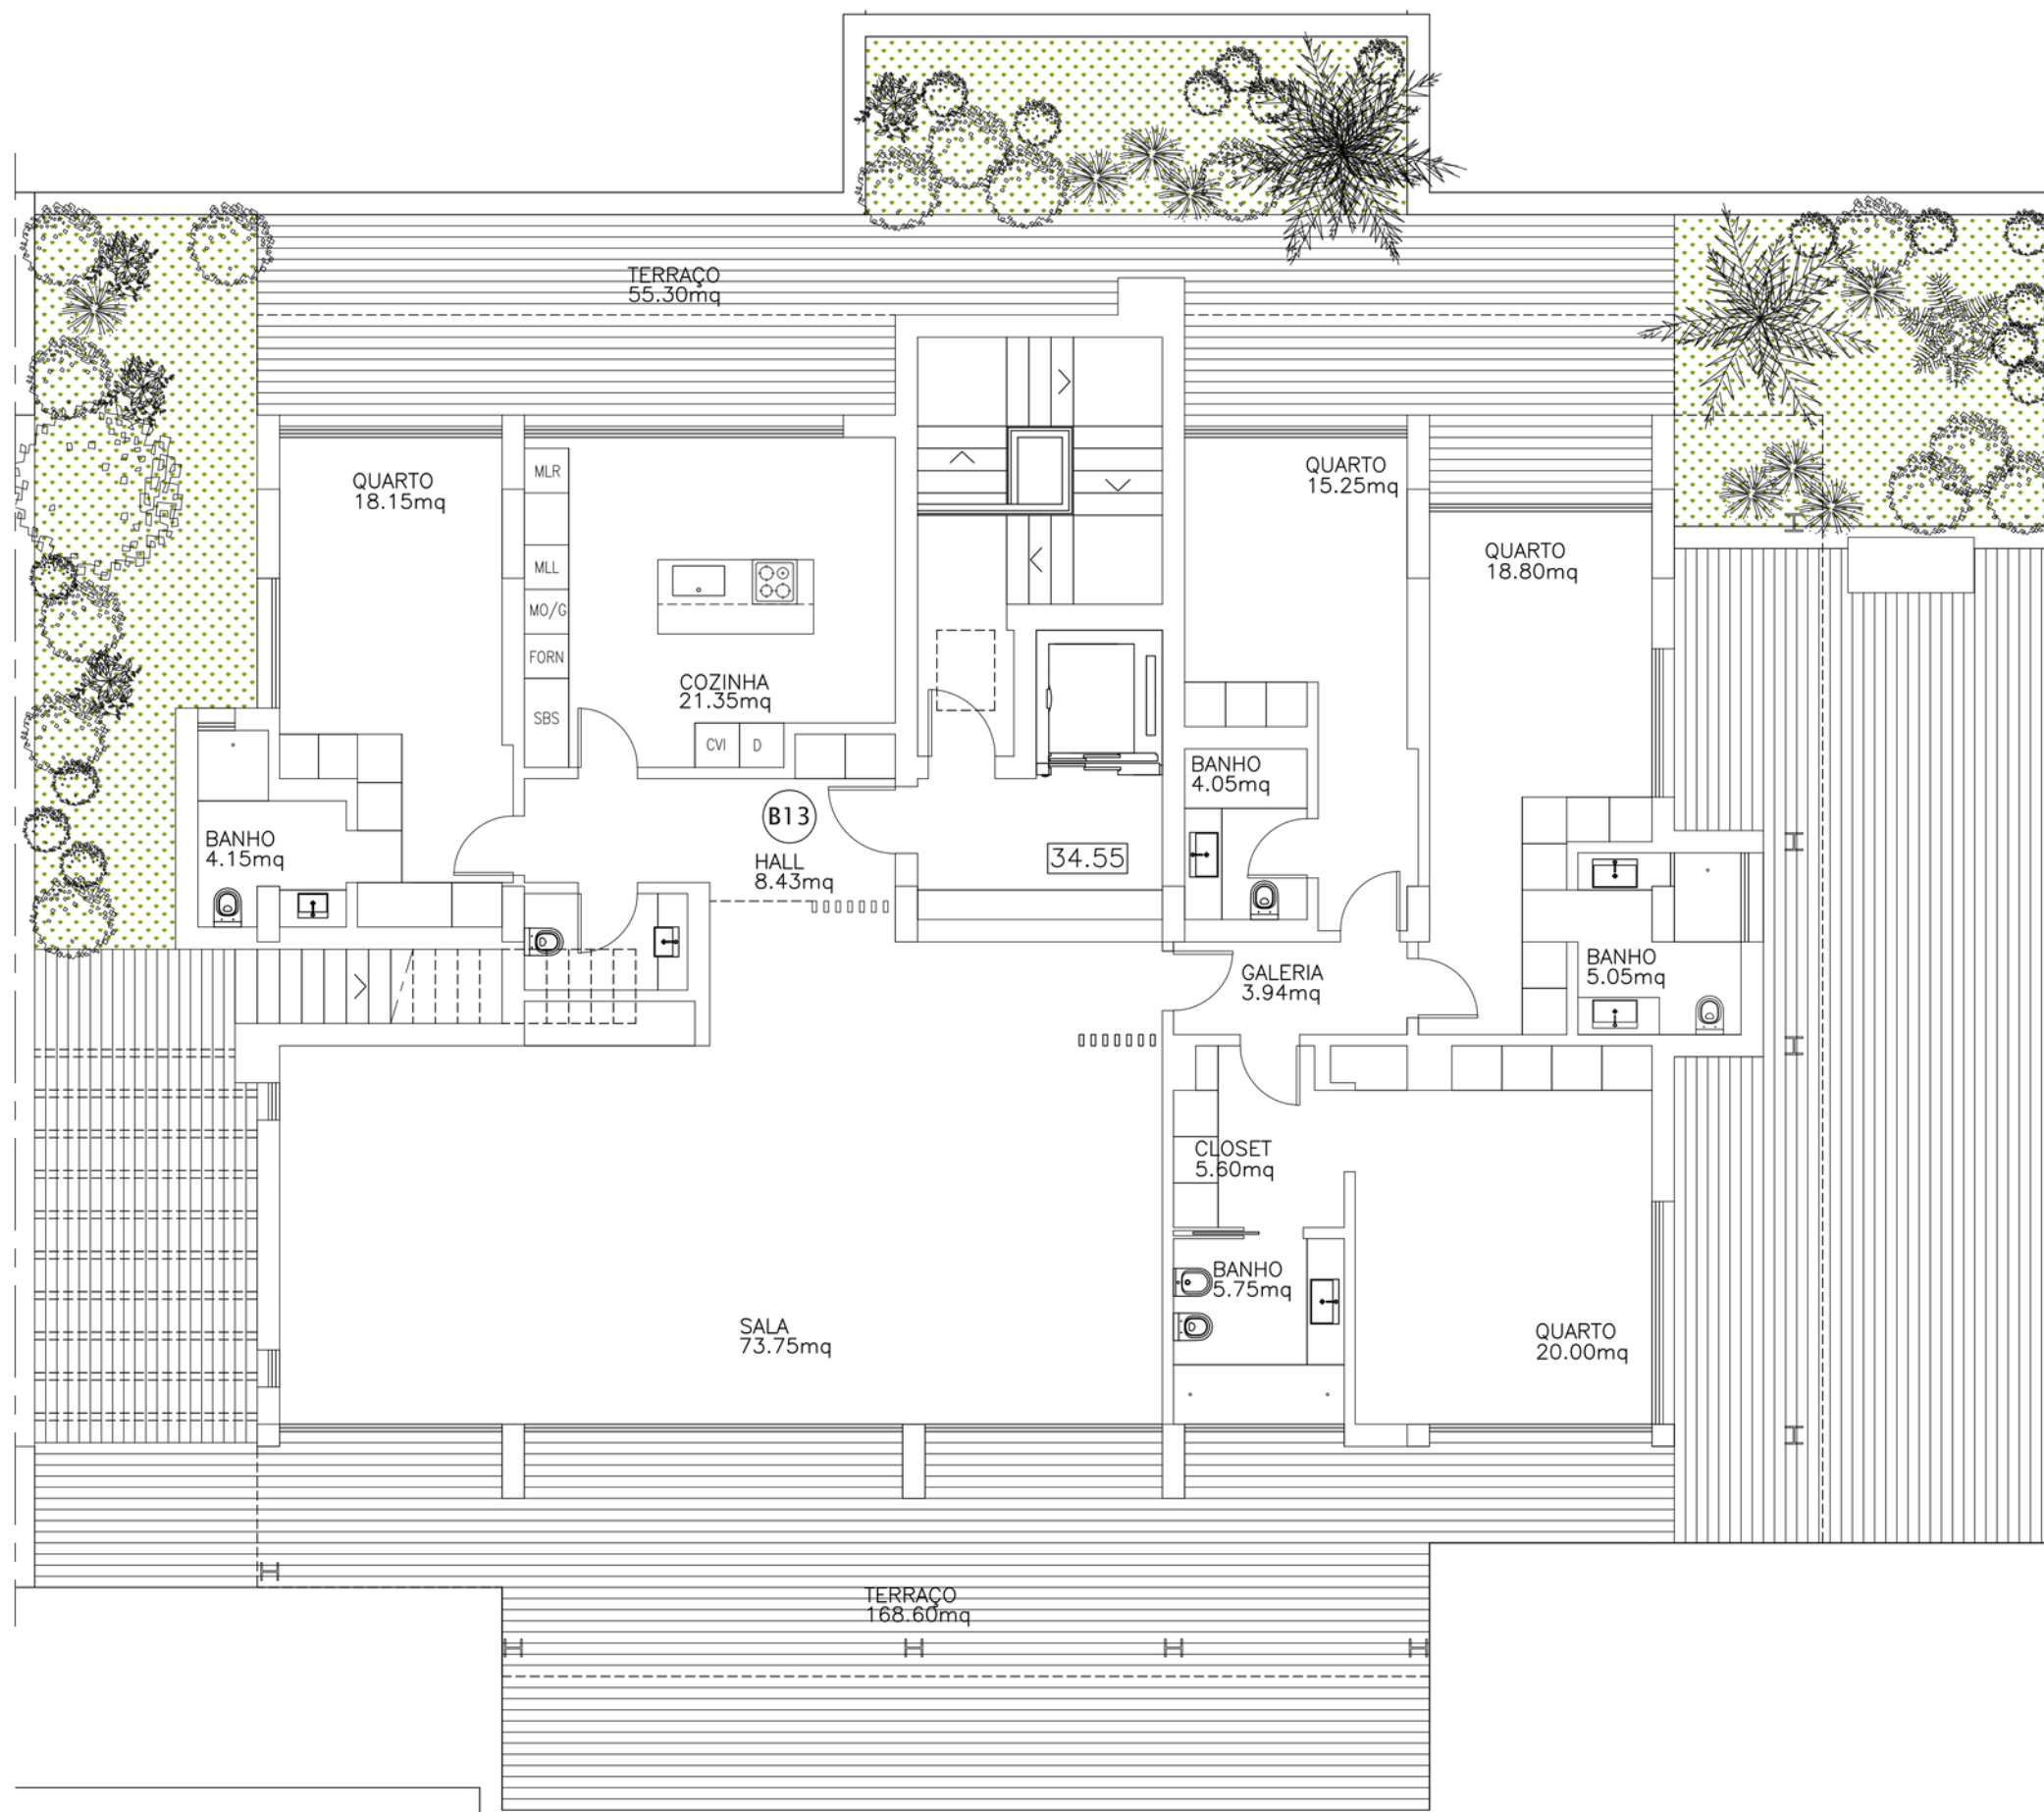 TERRAÇO
55.30mq
QUARTO
18.15mq
MLR
MLL
MO/G
FORN
SBS
COZINHA
21.35mq
CVI
D
QUARTO
15.25mq
QUARTO
18.80mq
BANHO
4.15mq
B13
HALL
8.43mq
34.55
BANHO
4.05mq
GALERIA
3.94mq
BANHO
5.05mq
CLOSET
5.60mq
BANHO
5.75mq
SALA
73.75mq
QUARTO
20.00mq
TERRAÇO
168.60mq